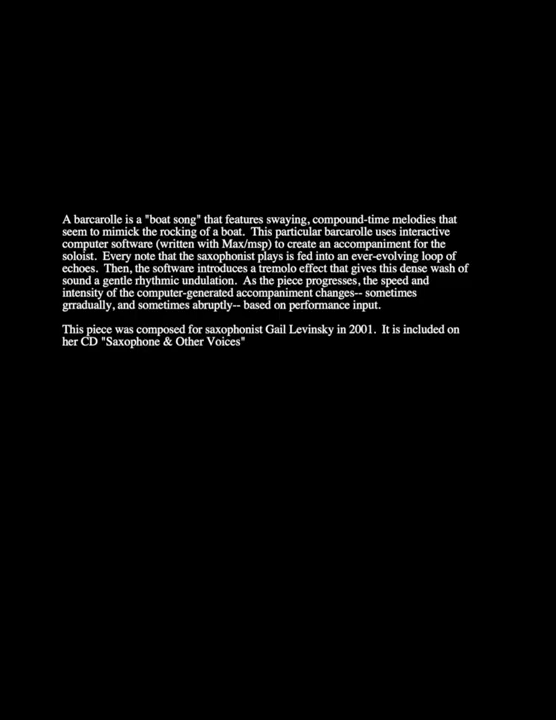 A barcarolle is a "boat song" that features swaying, compound-time melodies that
seem to mimick the rocking of a boat.  This particular barcarolle uses interactive
computer software (written with Max/msp) to create an accompaniment for the
soloist.  Every note that the saxophonist plays is fed into an ever-evolving loop of
echoes.  Then, the software introduces a tremolo effect that gives this dense wash of
sound a gentle rhythmic undulation.  As the piece progresses, the speed and
intensity of the computer-generated accompaniment changes-- sometimes
grradually, and sometimes abruptly-- based on performance input.
This piece was composed for saxophonist Gail Levinsky in 2001.  It is included on
her CD "Saxophone & Other Voices"